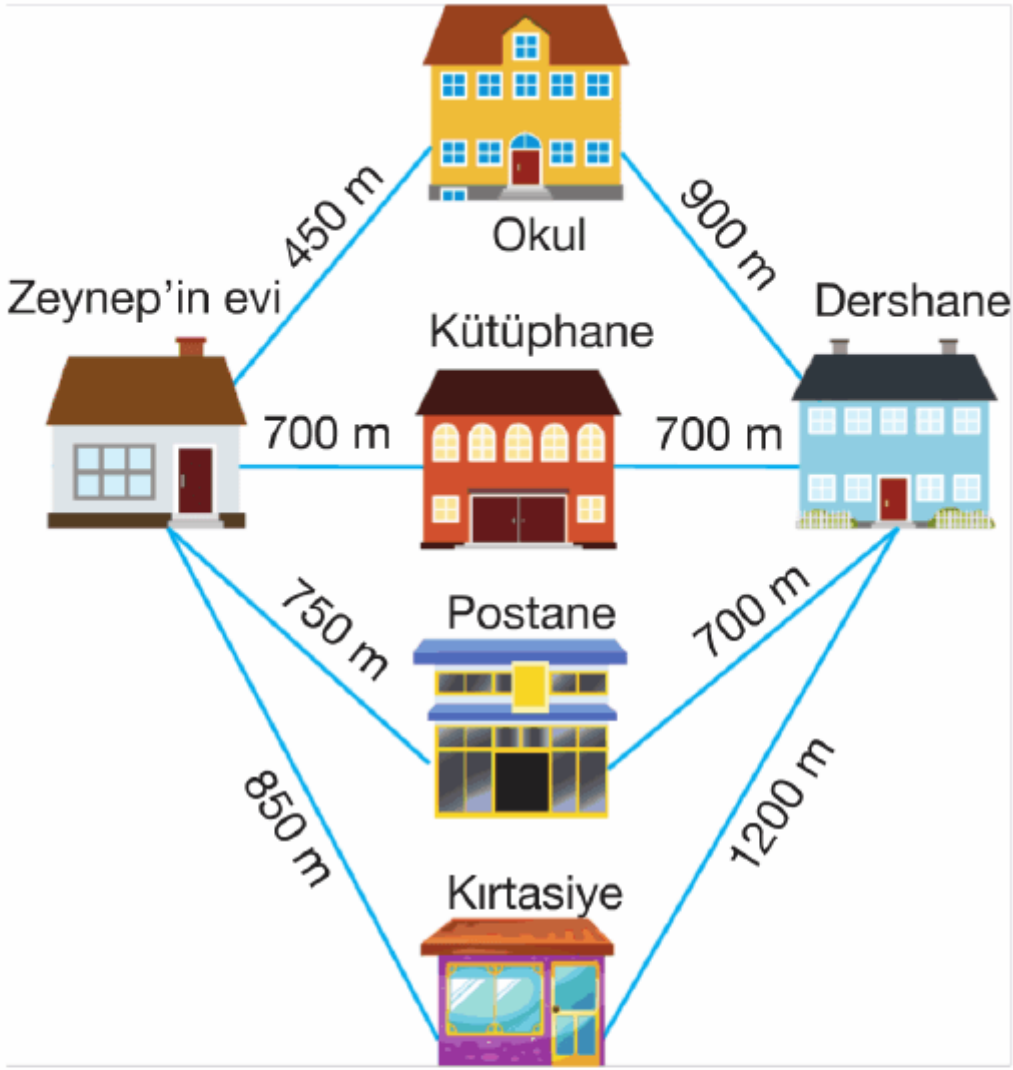 450 m
900 m
Okul
Zeynep'in evi
Dershane
Kütüphane
700 m
700 m
750 m
Postane
700 m
850 m
1200 m
Kırtasiye